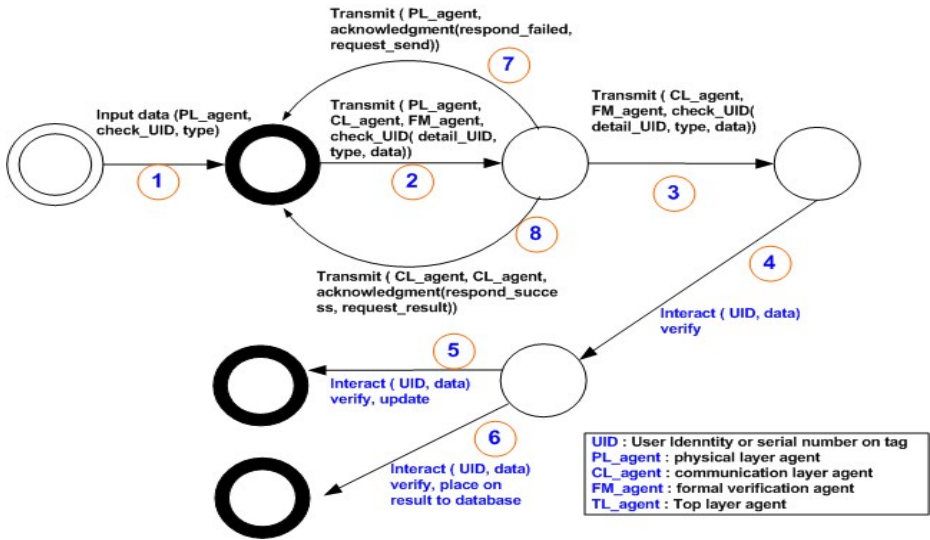 Transmit ( PL_agent,
acknowledgment(respond_failed,
request_send))
7
Input data (PL_agent,
check_UID, type)
1
Transmit ( PL_agent,
CL_agent, FM_agent,
check_UID( detail_UID,
type, data))
2
Transmit ( CL_agent,
FM_agent, check_UID(
detail_UID, type, data))
3
8
Transmit ( CL_agent, CL_agent,
acknowledgment(respond_succe
ss, request_result))
4
Interact ( UID, data)
verify
5
Interact ( UID, data)
verify, update
6
Interact ( UID, data)
verify, place on
result to database
UID : User Idenntity or serial number on tag
PL_agent : physical layer agent
CL_agent : communication layer agent
FM_agent : formal verification agent
TL_agent : Top layer agent